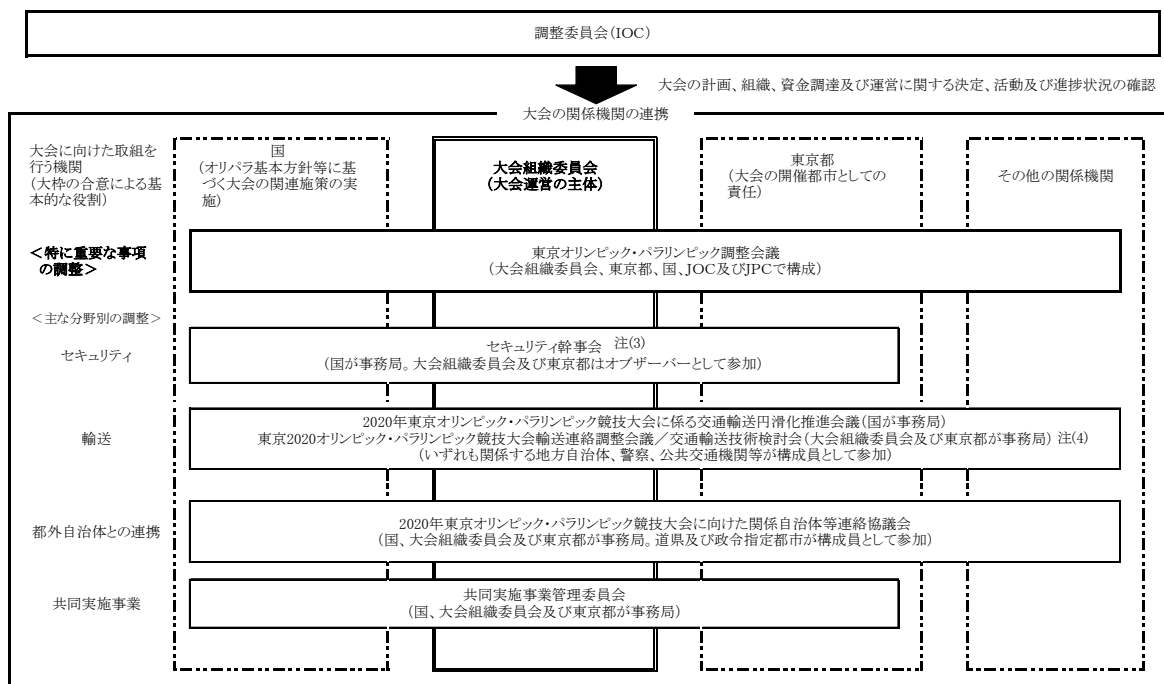 調整委員会(IOC)
大会の計画、組織、資金調達及び運営に関する決定、活動及び進捗状況の確認
大会の関係機関の連携
大会に向けた取組を
行う機関
(大枠の合意による基
本的な役割)
国
(オリパラ基本方針等に基
づく大会の関連施策の実
施)
大会組織委員会
(大会運営の主体)
東京都
(大会の開催都市としての
責任)
その他の関係機関
<特に重要な事項
の調整>
東京オリンピック・パラリンピック調整会議
(大会組織委員会、東京都、国、JOC及びJPCで構成)
<主な分野別の調整>
セキュリティ
セキュリティ幹事会 注(3)
(国が事務局。大会組織委員会及び東京都はオブザーバーとして参加)
輸送
2020年東京オリンピック・パラリンピック競技大会に係る交通輸送円滑化推進会議(国が事務局)
東京2020オリンピック・パラリンピック競技大会輸送連絡調整会議/交通輸送技術検討会(大会組織委員会及び東京都が事務局) 注(4)
(いずれも関係する地方自治体、警察、公共交通機関等が構成員として参加)
都外自治体との連携
2020年東京オリンピック・パラリンピック競技大会に向けた関係自治体等連絡協議会
(国、大会組織委員会及び東京都が事務局。道県及び政令指定都市が構成員として参加)
共同実施事業
共同実施事業管理委員会
(国、大会組織委員会及び東京都が事務局)